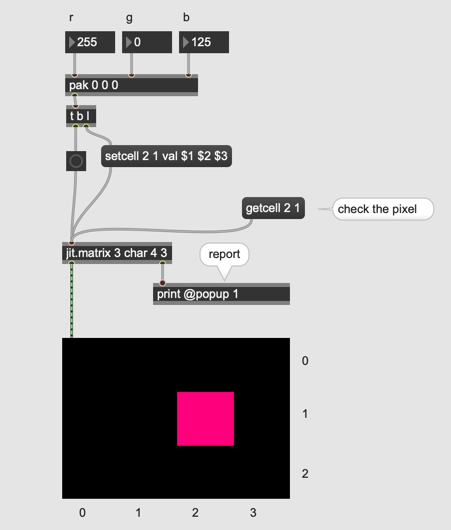 r g b
255 0 125
pak 0 0 0
t b l
setcell 2 1 val $1 $2 $3
getcell 2 1
check the pixel
jit.matrix 3 char 4 3
report
print @popup 1
0
1
2
0 1 2 3